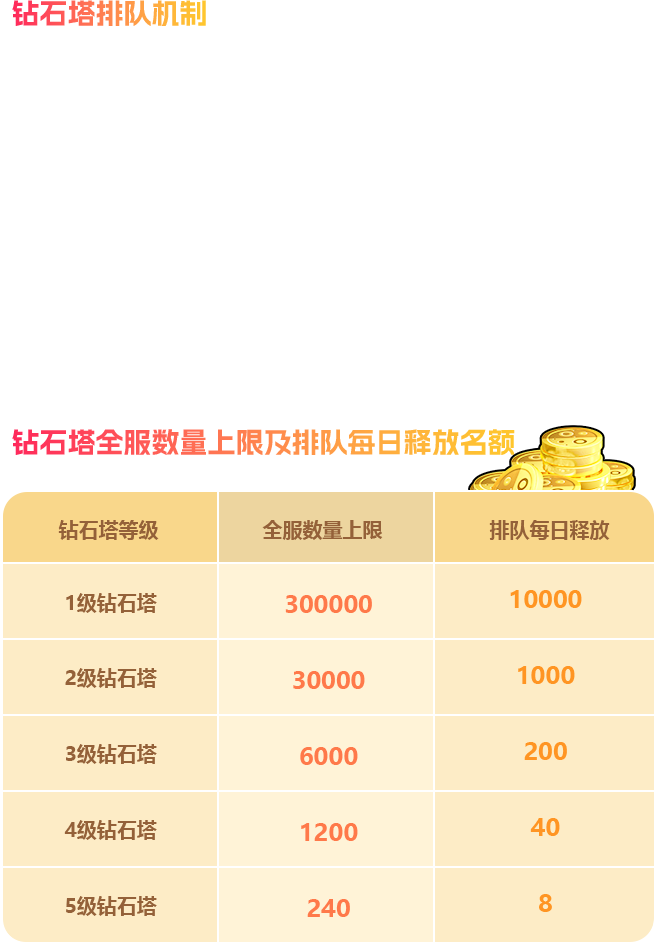 钻石塔排队机制
钻石塔全服数量上限及排队每日释放名额
钻石塔等级 全服数量上限 排队每日释放
1级钻石塔 300000 10000
2级钻石塔 30000 1000
3级钻石塔 6000 200
4级钻石塔 1200 40
5级钻石塔 240 8